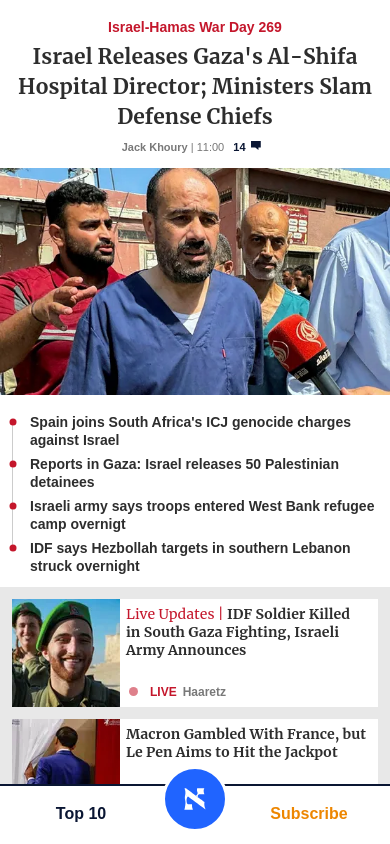 Israel-Hamas War Day 269
Israel Releases Gaza's Al-Shifa
Hospital Director; Ministers Slam
Defense Chiefs
Jack Khoury | 11:00 14
Spain joins South Africa's ICJ genocide charges
against Israel
Reports in Gaza: Israel releases 50 Palestinian
detainees
Israeli army says troops entered West Bank refugee
camp overnigt
IDF says Hezbollah targets in southern Lebanon
struck overnight
Live Updates | IDF Soldier Killed
in South Gaza Fighting, Israeli
Army Announces
LIVE Haaretz
Macron Gambled With France, but
Le Pen Aims to Hit the Jackpot
Top 10
Subscribe